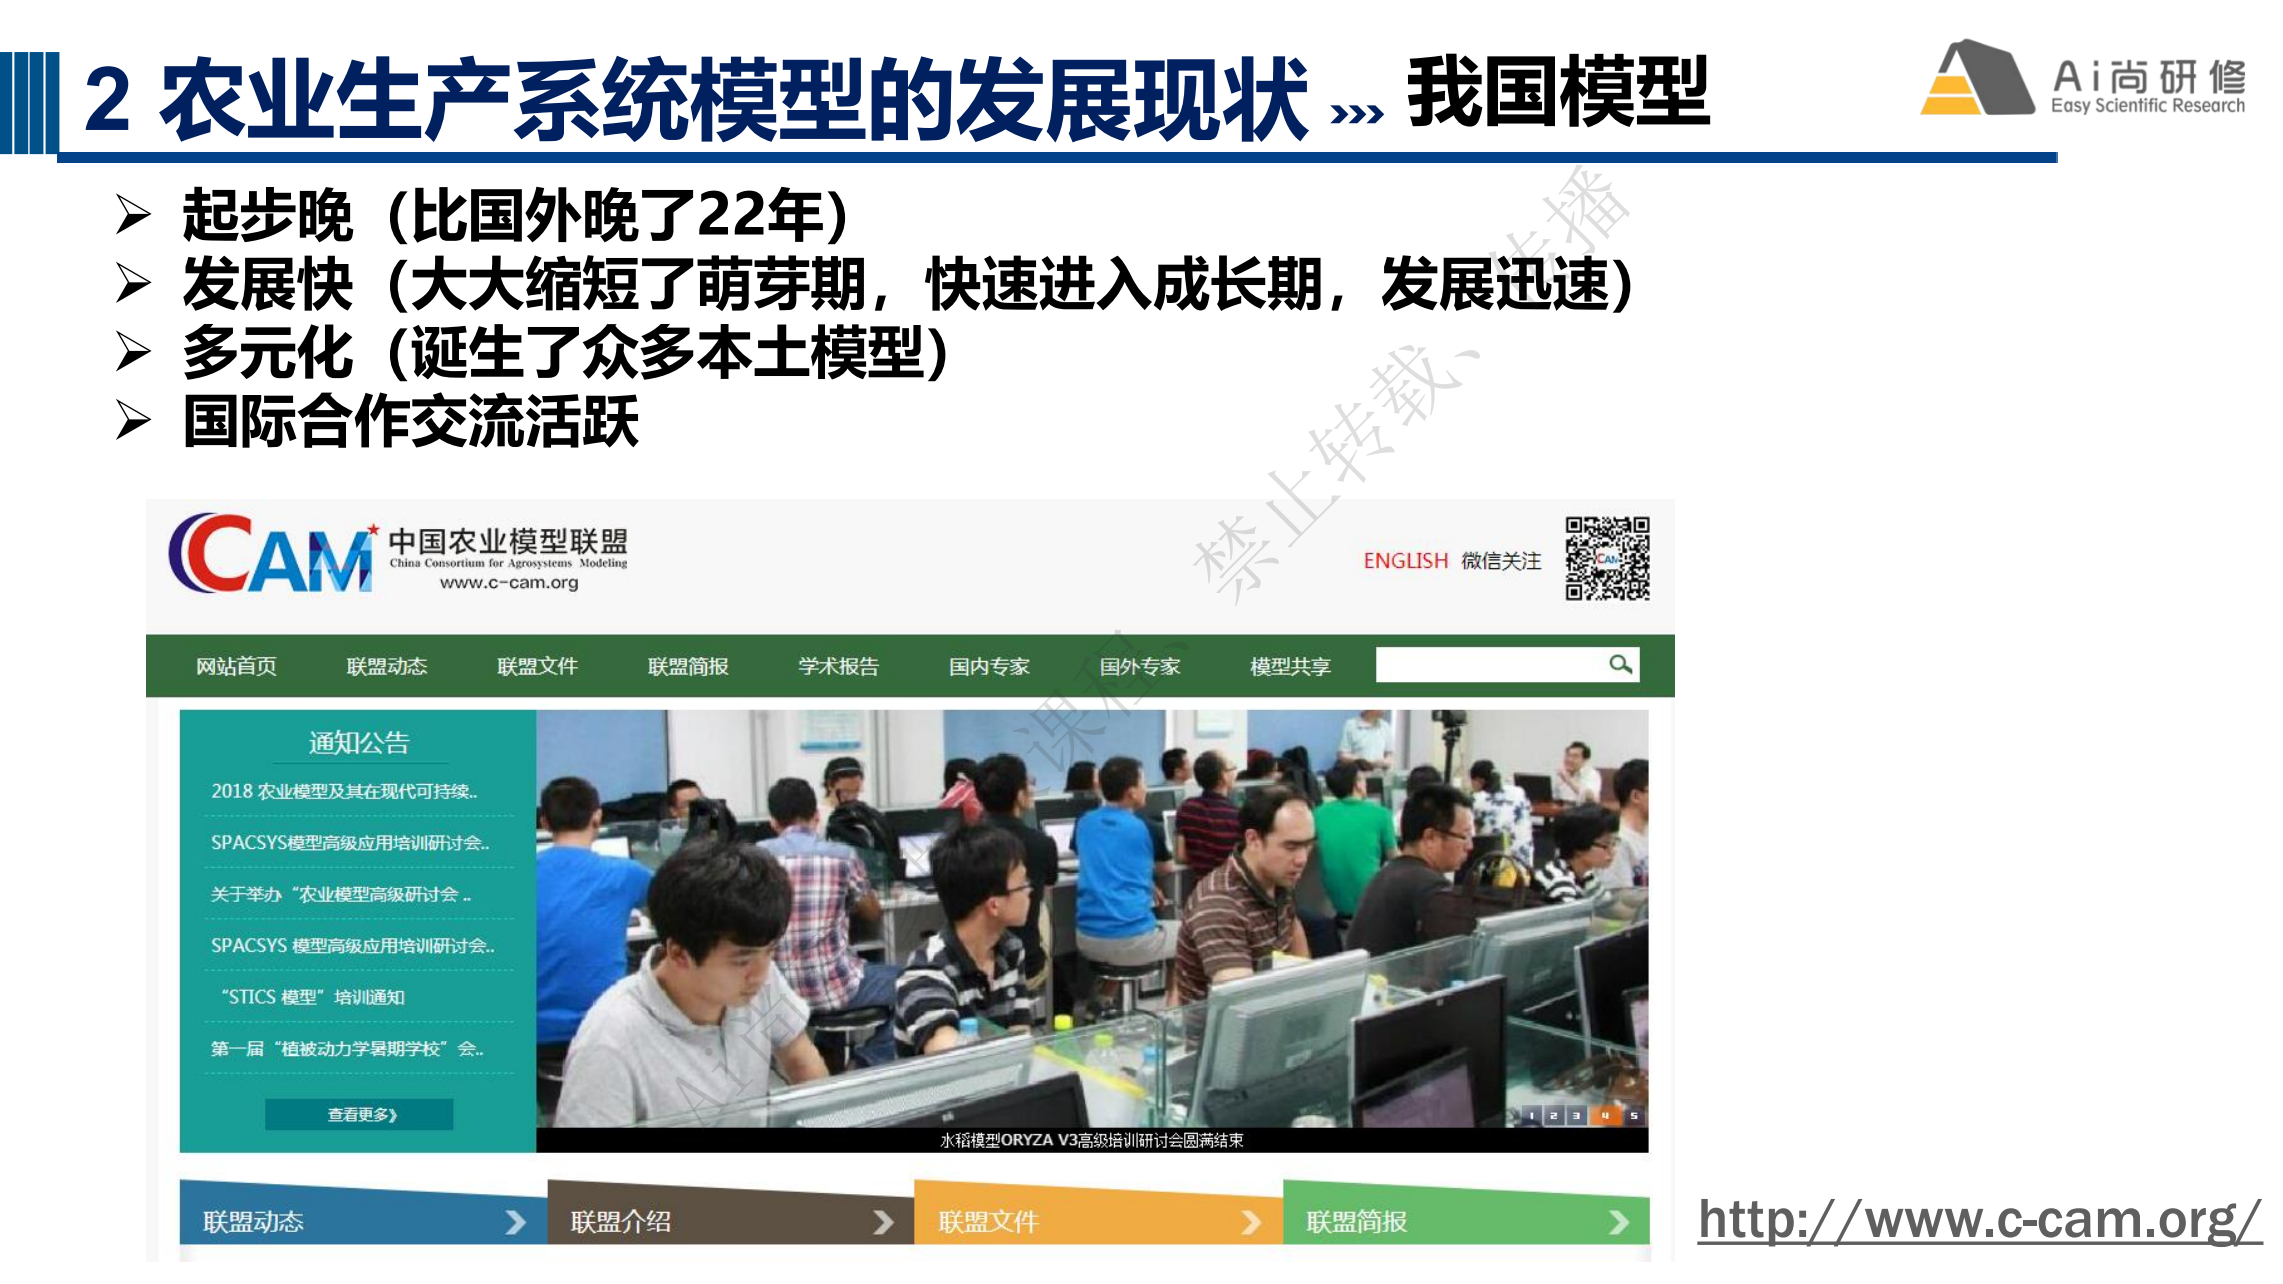 2 农业生产系统模型的发展现状 ››› 我国模型
Ai尚研修
Easy Scientific Research
起步晚（比国外晚了22年）
发展快（大大缩短了萌芽期，快速进入成长期，发展迅速）
多元化（诞生了众多本土模型）
国际合作交流活跃
CAM 中国农业模型联盟
China Consortium for Agrosystems Modeling
www.c-cam.org
ENGLISH 微信关注
网站首页 联盟动态 联盟文件 联盟简报 学术报告 国内专家 国外专家 模型共享
通知公告
2018 农业模型及其在现代可持续..
SPACSYS模型高级应用培训研讨会..
关于举办“农业模型高级研讨会 ..
SPACSYS 模型高级应用培训研讨会..
“STICS 模型”培训通知
第一届“植被动力学暑期学校”会..
查看更多》
1 2 3 4 5
水稻模型ORYZA V3高级培训研讨会圆满结束
联盟动态 联盟介绍 联盟文件 联盟简报
http://www.c-cam.org/